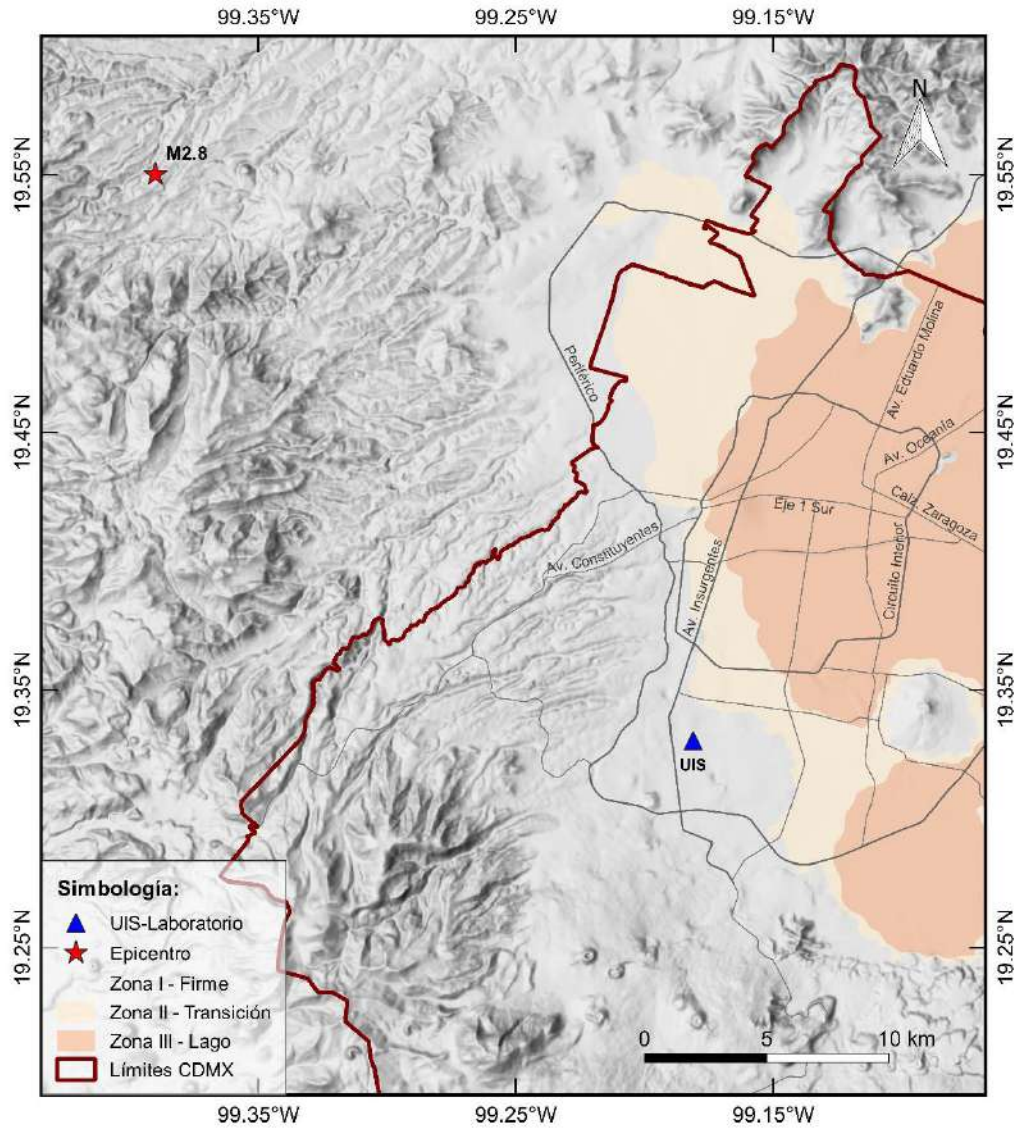 99.35°W
99.25°W
99.15°W
N
M2.8
19.55°N
19.55°N
Av. Eduardo Molina
Periférico
19.45°N
Av. Oceanía
19.45°N
Calz. Zaragoza
Eje 1 Sur
Av. Constituyentes
Av. Insurgentes
Circuito Interior
19.35°N
19.35°N
UIS
Simbología:
UIS-Laboratorio
Epicentro
Zona I - Firme
Zona II - Transición
Zona III - Lago
Límites CDMX
19.25°N
19.25°N
0 5 10 km
99.35°W
99.25°W
99.15°W